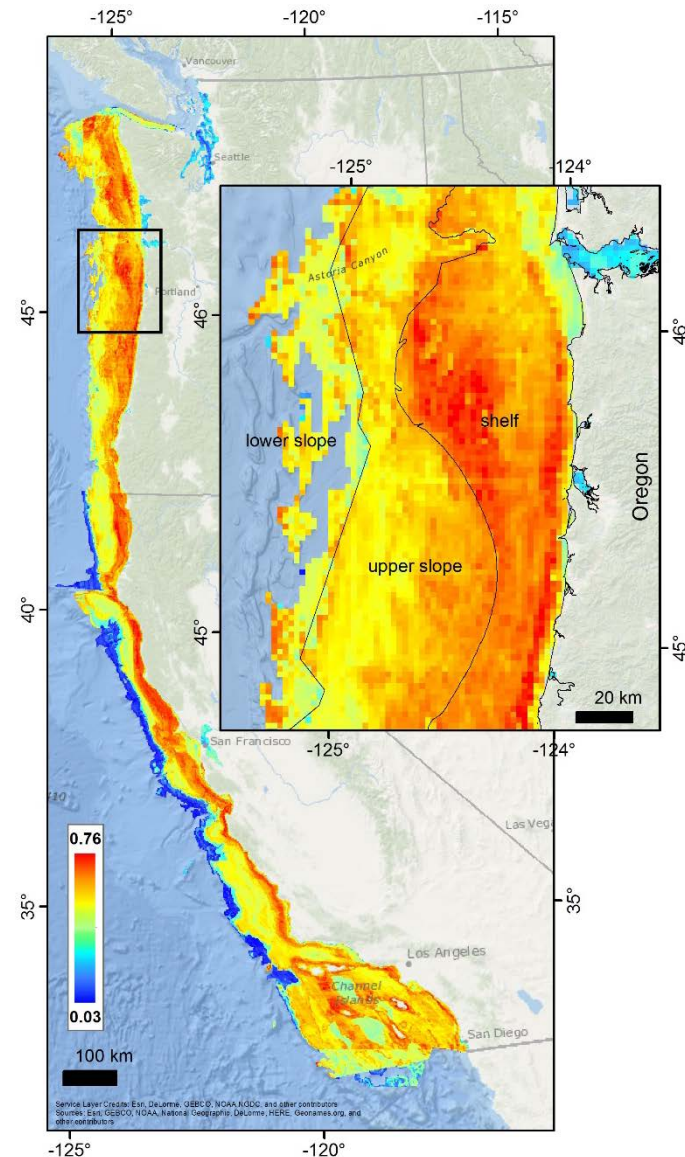 -125°
-120°
-115°
Vancouver
Seattle
-125°
-124°
Astoria Canyon
Portland
45°
46°
46°
shelf
lower slope
Oregon
upper slope
40°
45°
45°
20 km
-125°
-124°
San Francisco
Las Vega
0.76
35°
35°
Los Angeles
Channel
Islands
0.03
San Diego
100 km
Service Layer Credits: Esri, DeLorme, GEBCO, NOAA NGDC, and other contributors
Sources: Esri, GEBCO, NOAA, National Geographic, DeLorme, HERE, Geonames.org, and
other contributors
-125°
-120°